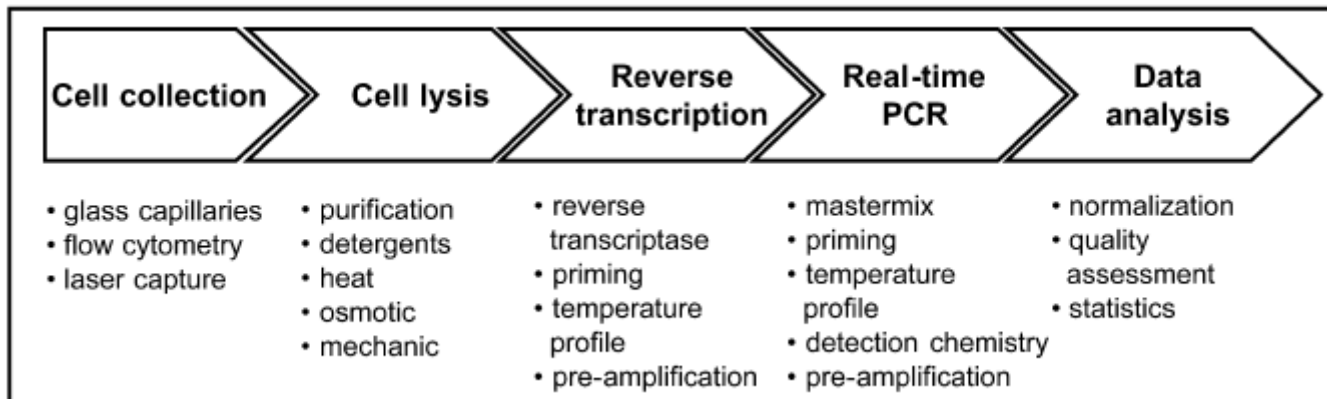 Cell collection
Cell lysis
Reverse
transcription
Real-time
PCR
Data
analysis
• glass capillaries
• flow cytometry
• laser capture
• purification
• detergents
• heat
• osmotic
• mechanic
• reverse
transcriptase
• priming
• temperature
profile
• pre-amplification
• mastermix
• priming
• temperature
profile
• detection chemistry
• pre-amplification
• normalization
• quality
assessment
• statistics